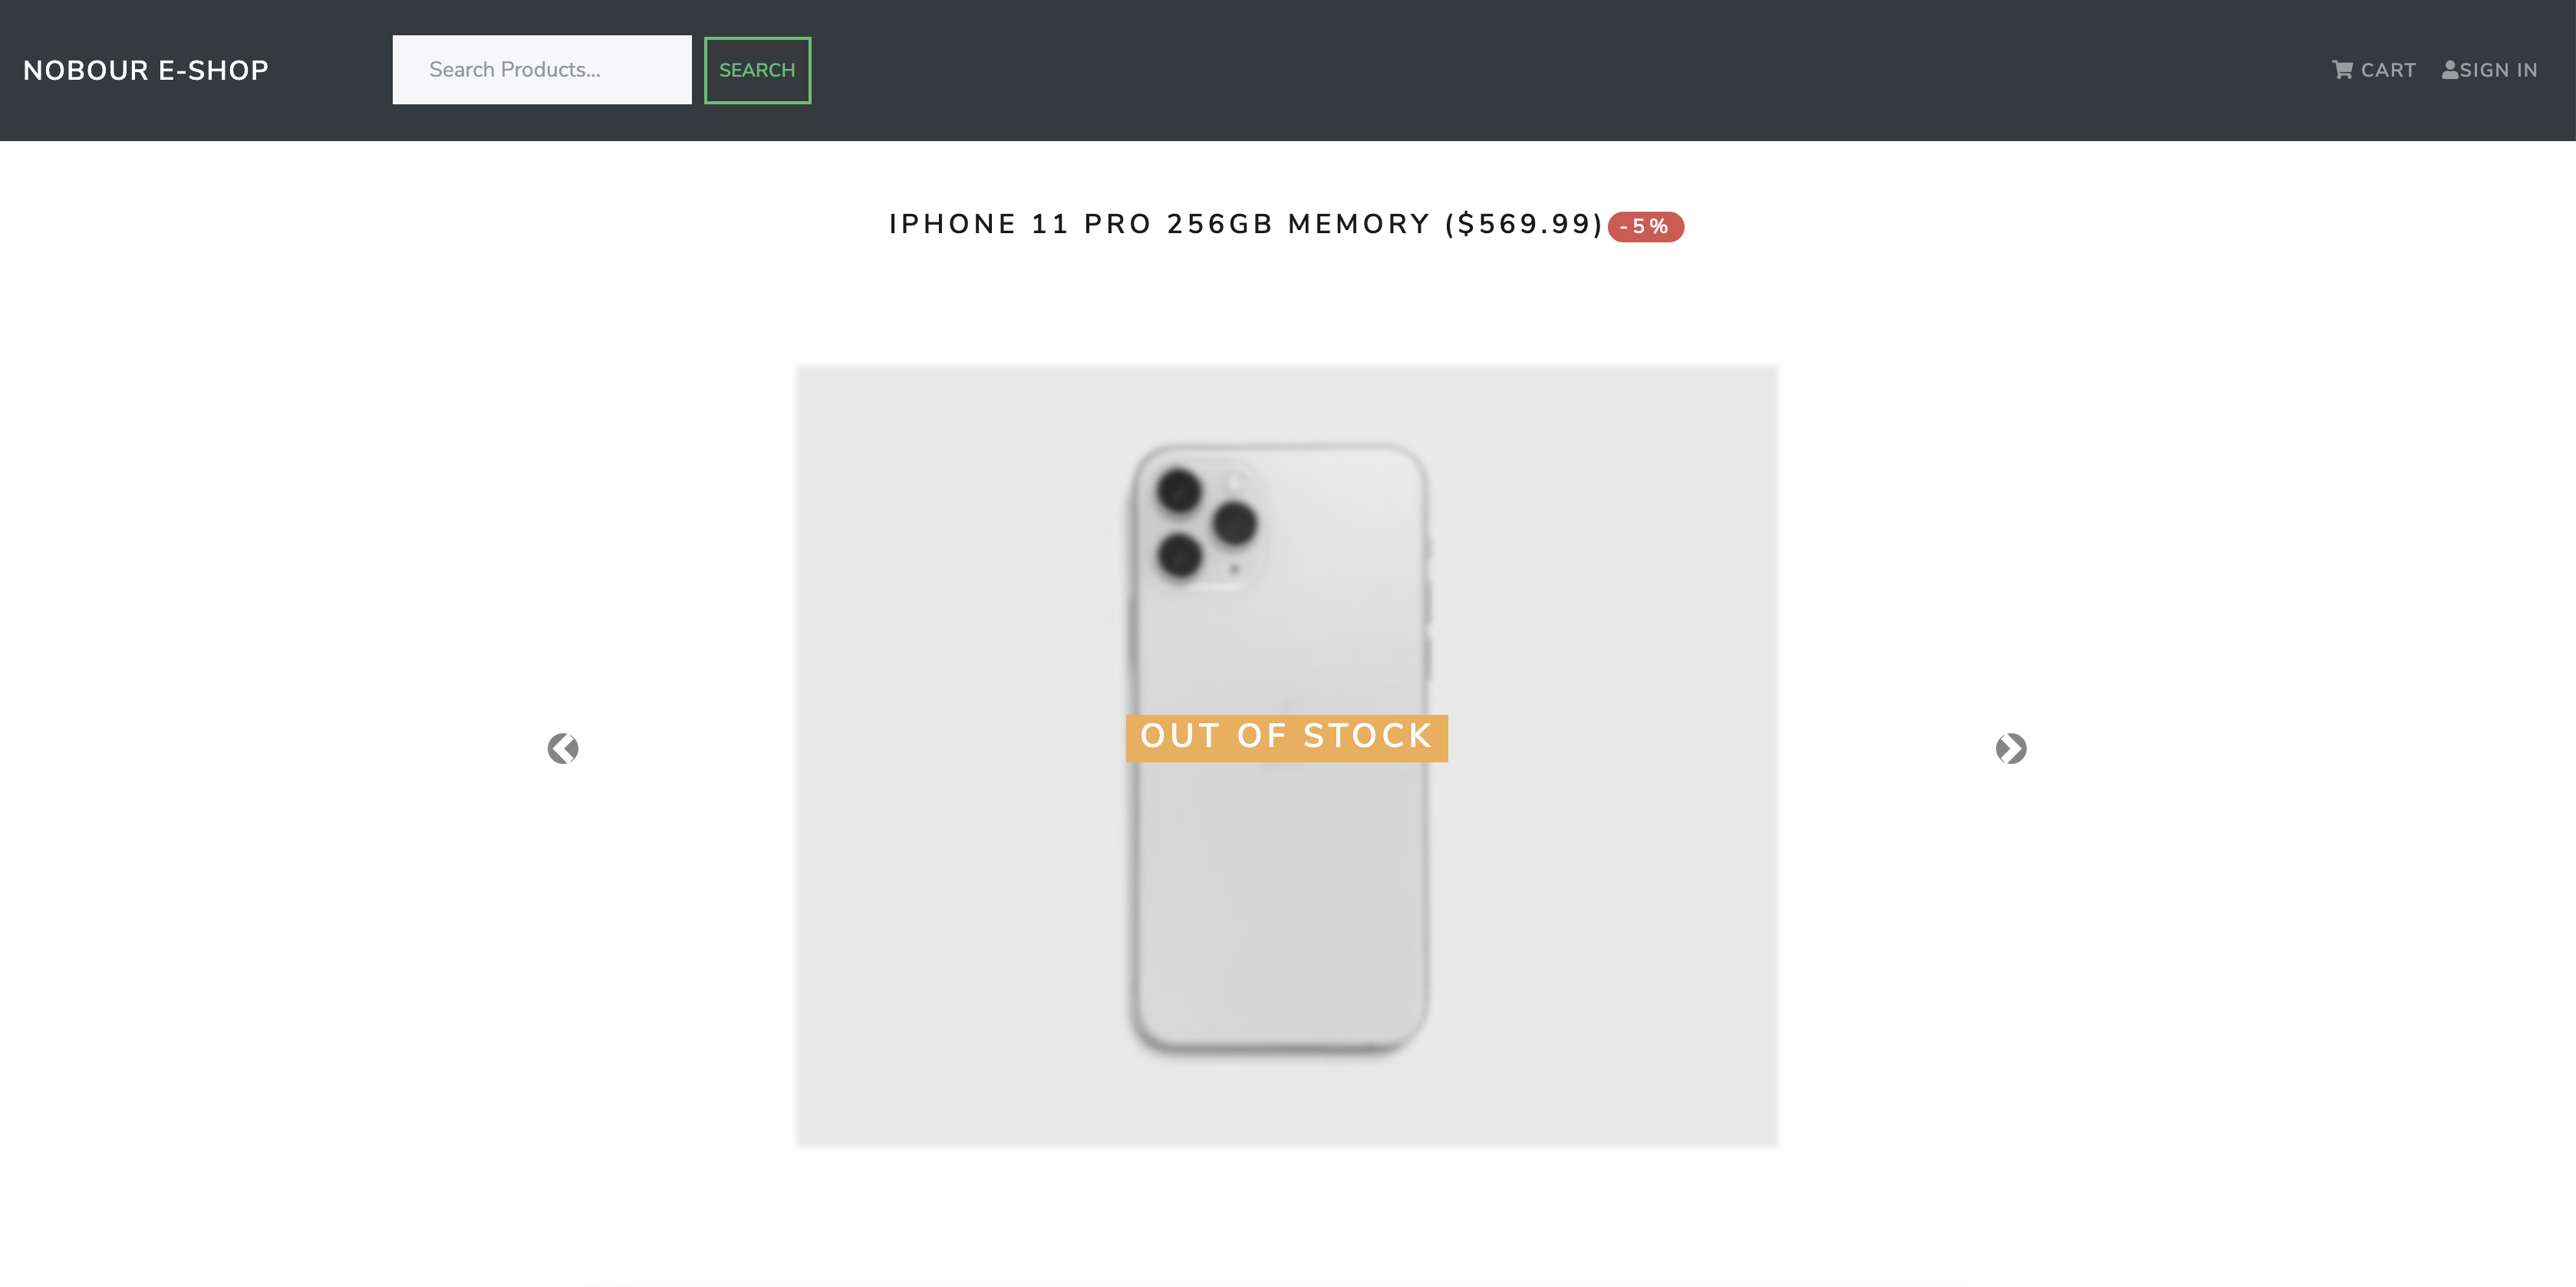 NOBOUR E-SHOP
Search Products...
SEARCH
CART
SIGN IN
IPHONE 11 PRO 256GB MEMORY ($569.99) -5%
OUT OF STOCK